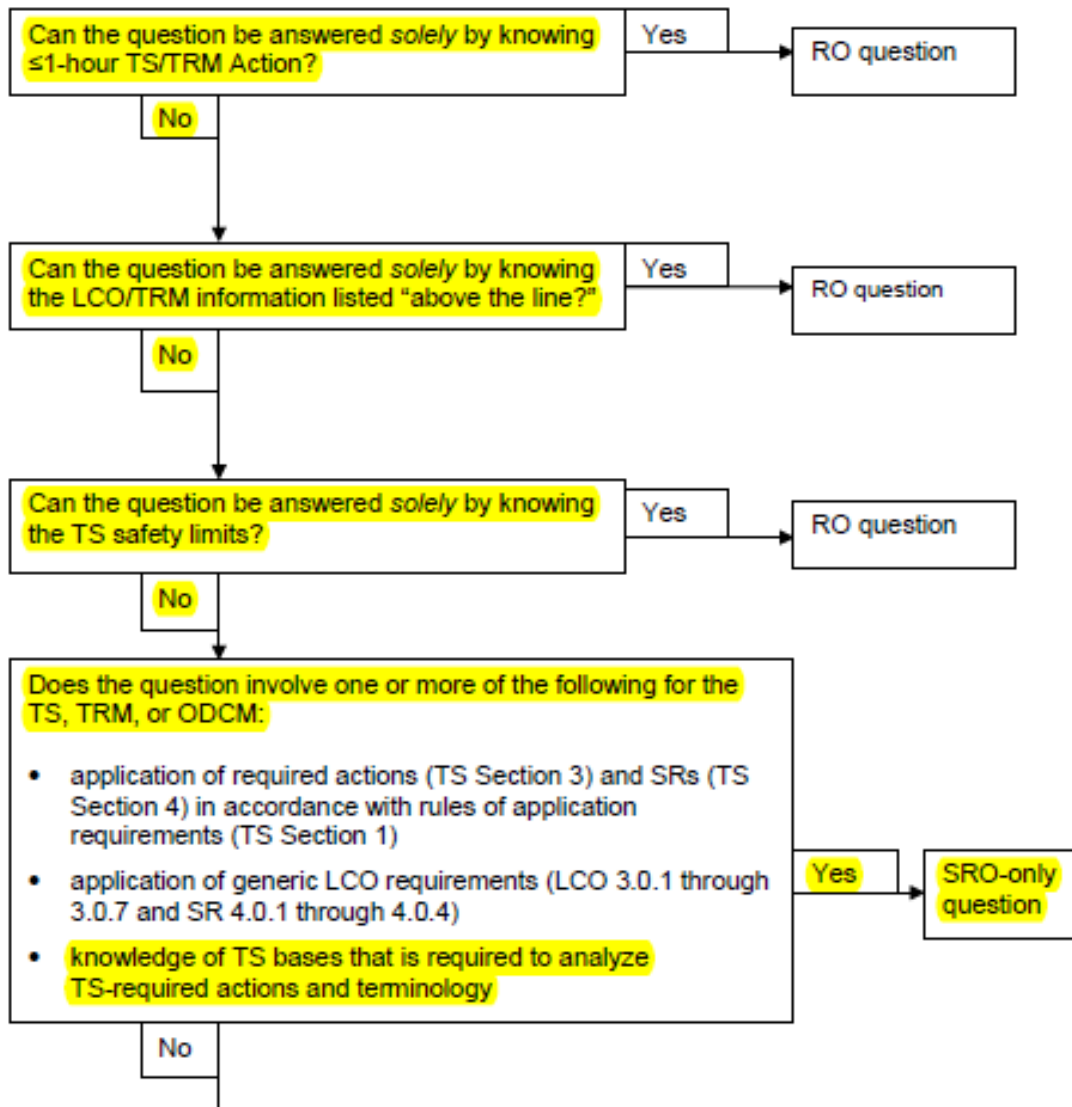 Can the question be answered solely by knowing
≤1-hour TS/TRM Action?
Yes
RO question
No
Can the question be answered solely by knowing
the LCO/TRM information listed “above the line?”
Yes
RO question
No
Can the question be answered solely by knowing
the TS safety limits?
Yes
RO question
No
Does the question involve one or more of the following for the
TS, TRM, or ODCM:
• application of required actions (TS Section 3) and SRs (TS
Section 4) in accordance with rules of application
requirements (TS Section 1)
• application of generic LCO requirements (LCO 3.0.1 through
3.0.7 and SR 4.0.1 through 4.0.4)
• knowledge of TS bases that is required to analyze
TS-required actions and terminology
Yes
SRO-only
question
No